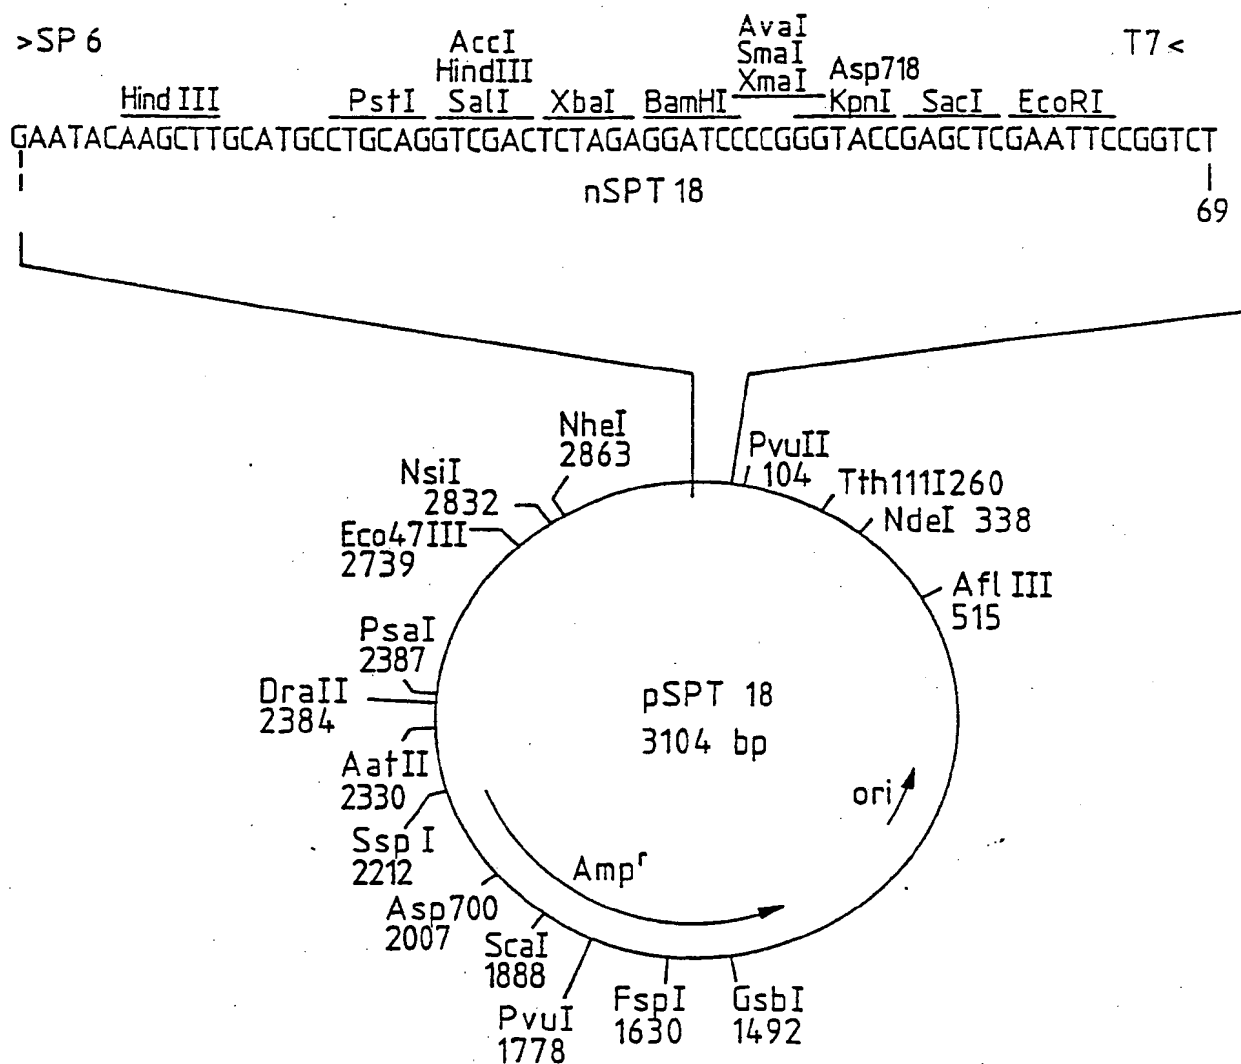 >SP 6
T7 <
AccI
HindIII
SalI
AvaI
SmaI
XmaI
Asp718
KpnI
Hind III
PstI
XbaI
BamHI
SacI
EcoRI
GAATACAAGCTTGCATGCCTGCAGGTCGACTCTAGAGGATCCCCGGGTACCGAGCTCGAATTCCGGTCT
nSPT 18
69
NheI
2863
NsiI
2832
Eco47III
2739
PsaI
2387
DraII
2384
AatII
2330
Ssp I
2212
Asp700
2007
ScaI
1888
PvuI
1778
FspI
1630
GsbI
1492
PvuII
104
Tth111I260
NdeI 338
Afl III
515
pSPT 18
3104 bp
ori
Ampr